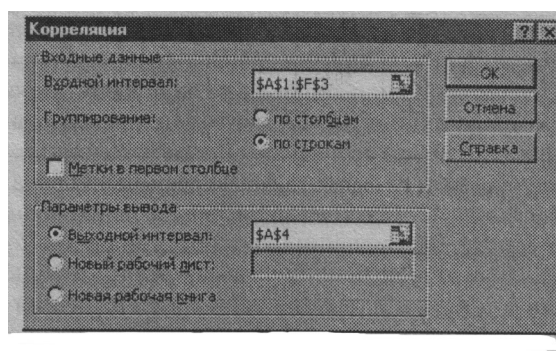 Корреляция
Входные данные
Входной интервал: $A$1:$F$3
Группирование: по столбцам
по строкам
Метки в первом столбце
OK
Отмена
Справка
Параметры вывода
Выходной интервал: $A$4
Новый рабочий лист:
Новая рабочая книга